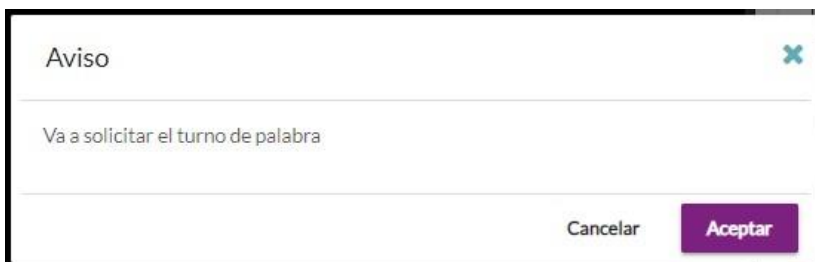 Aviso
Va a solicitar el turno de palabra
Cancelar
Aceptar